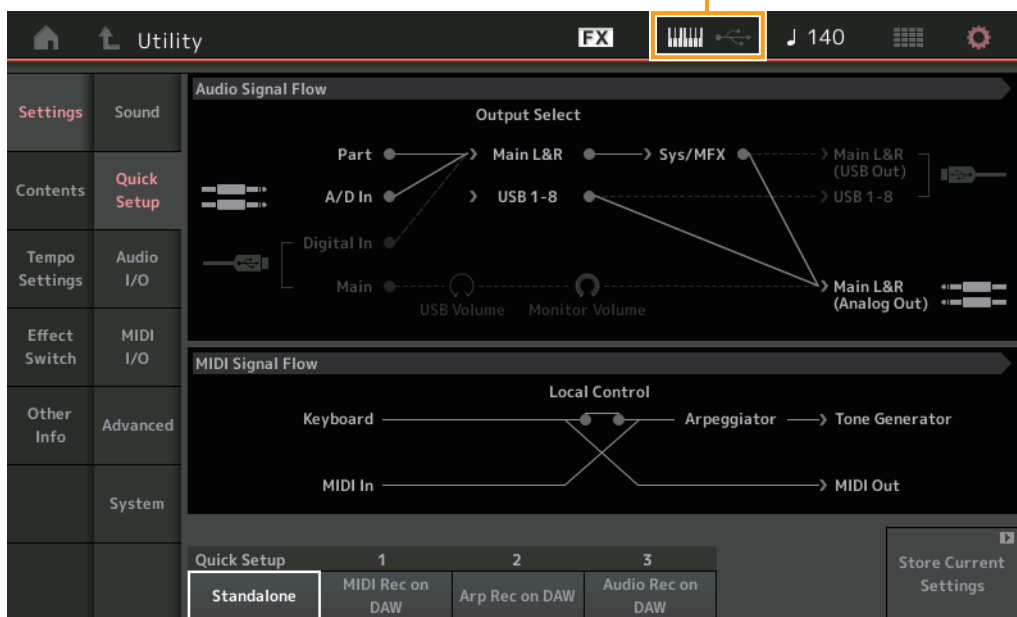 Utility
FX
140
Settings
Sound
Contents
Quick
Setup
Tempo
Settings
Audio
I/O
Effect
Switch
MIDI
I/O
Other
Info
Advanced
System
Audio Signal Flow
Output Select
Part
Main L&R
Sys/MFX
Main L&R
(USB Out)
A/D In
USB 1-8
USB 1-8
Digital In
Main
USB Volume
Monitor Volume
Main L&R
(Analog Out)
MIDI Signal Flow
Local Control
Keyboard
Arpeggiator
Tone Generator
MIDI In
MIDI Out
Quick Setup
1
2
3
Standalone
MIDI Rec on
DAW
Arp Rec on DAW
Audio Rec on
DAW
Store Current
Settings